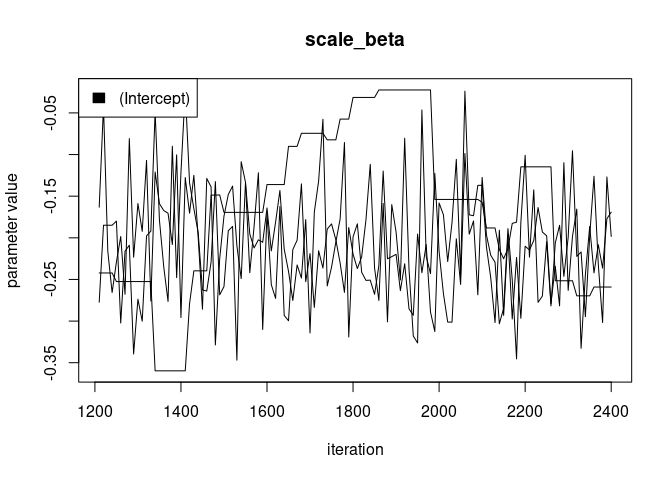 scale_beta
(Intercept)
parameter value
-0.05
-0.15
-0.25
-0.35
1200 1400 1600 1800 2000 2200 2400
iteration